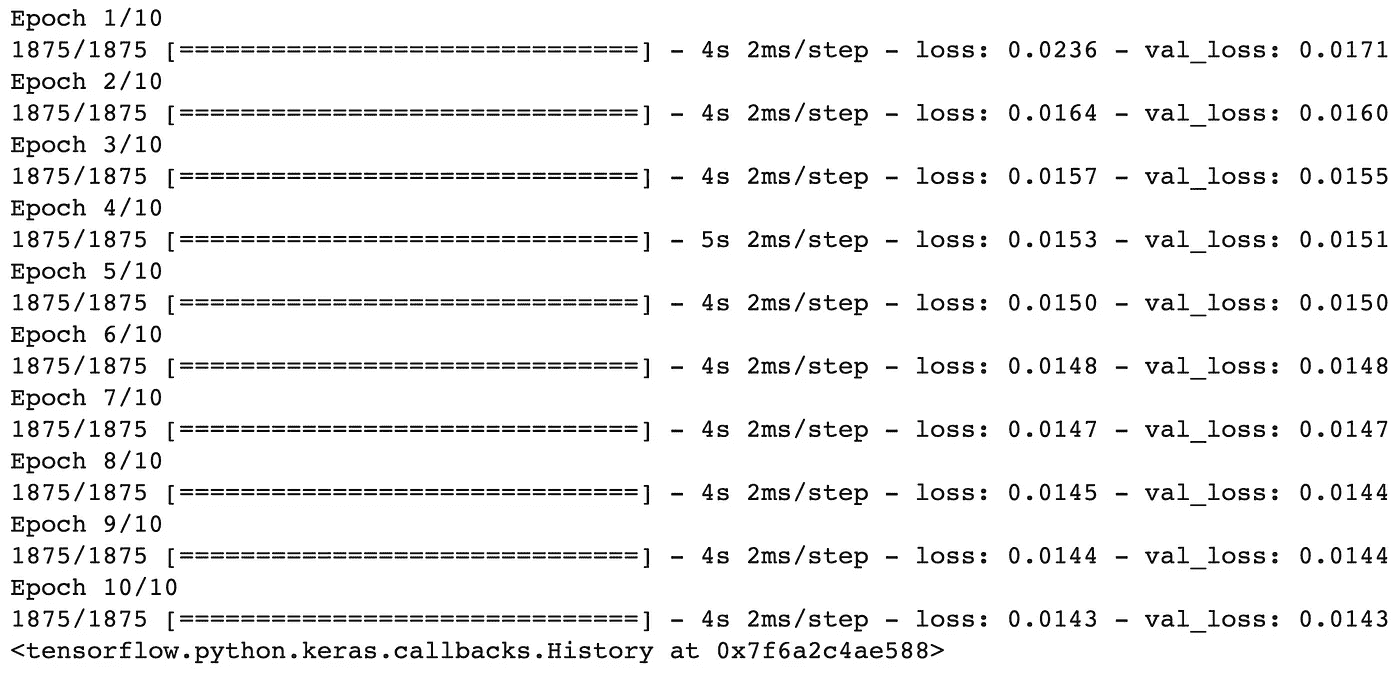 Epoch 1/10
1875/1875 [==============================] - 4s 2ms/step - loss: 0.0236 - val_loss: 0.0171
Epoch 2/10
1875/1875 [==============================] - 4s 2ms/step - loss: 0.0164 - val_loss: 0.0160
Epoch 3/10
1875/1875 [==============================] - 4s 2ms/step - loss: 0.0157 - val_loss: 0.0155
Epoch 4/10
1875/1875 [==============================] - 5s 2ms/step - loss: 0.0153 - val_loss: 0.0151
Epoch 5/10
1875/1875 [==============================] - 4s 2ms/step - loss: 0.0150 - val_loss: 0.0150
Epoch 6/10
1875/1875 [==============================] - 4s 2ms/step - loss: 0.0148 - val_loss: 0.0148
Epoch 7/10
1875/1875 [==============================] - 4s 2ms/step - loss: 0.0147 - val_loss: 0.0147
Epoch 8/10
1875/1875 [==============================] - 4s 2ms/step - loss: 0.0145 - val_loss: 0.0144
Epoch 9/10
1875/1875 [==============================] - 4s 2ms/step - loss: 0.0144 - val_loss: 0.0144
Epoch 10/10
1875/1875 [==============================] - 4s 2ms/step - loss: 0.0143 - val_loss: 0.0143
<tensorflow.python.keras.callbacks.History at 0x7f6a2c4ae588>